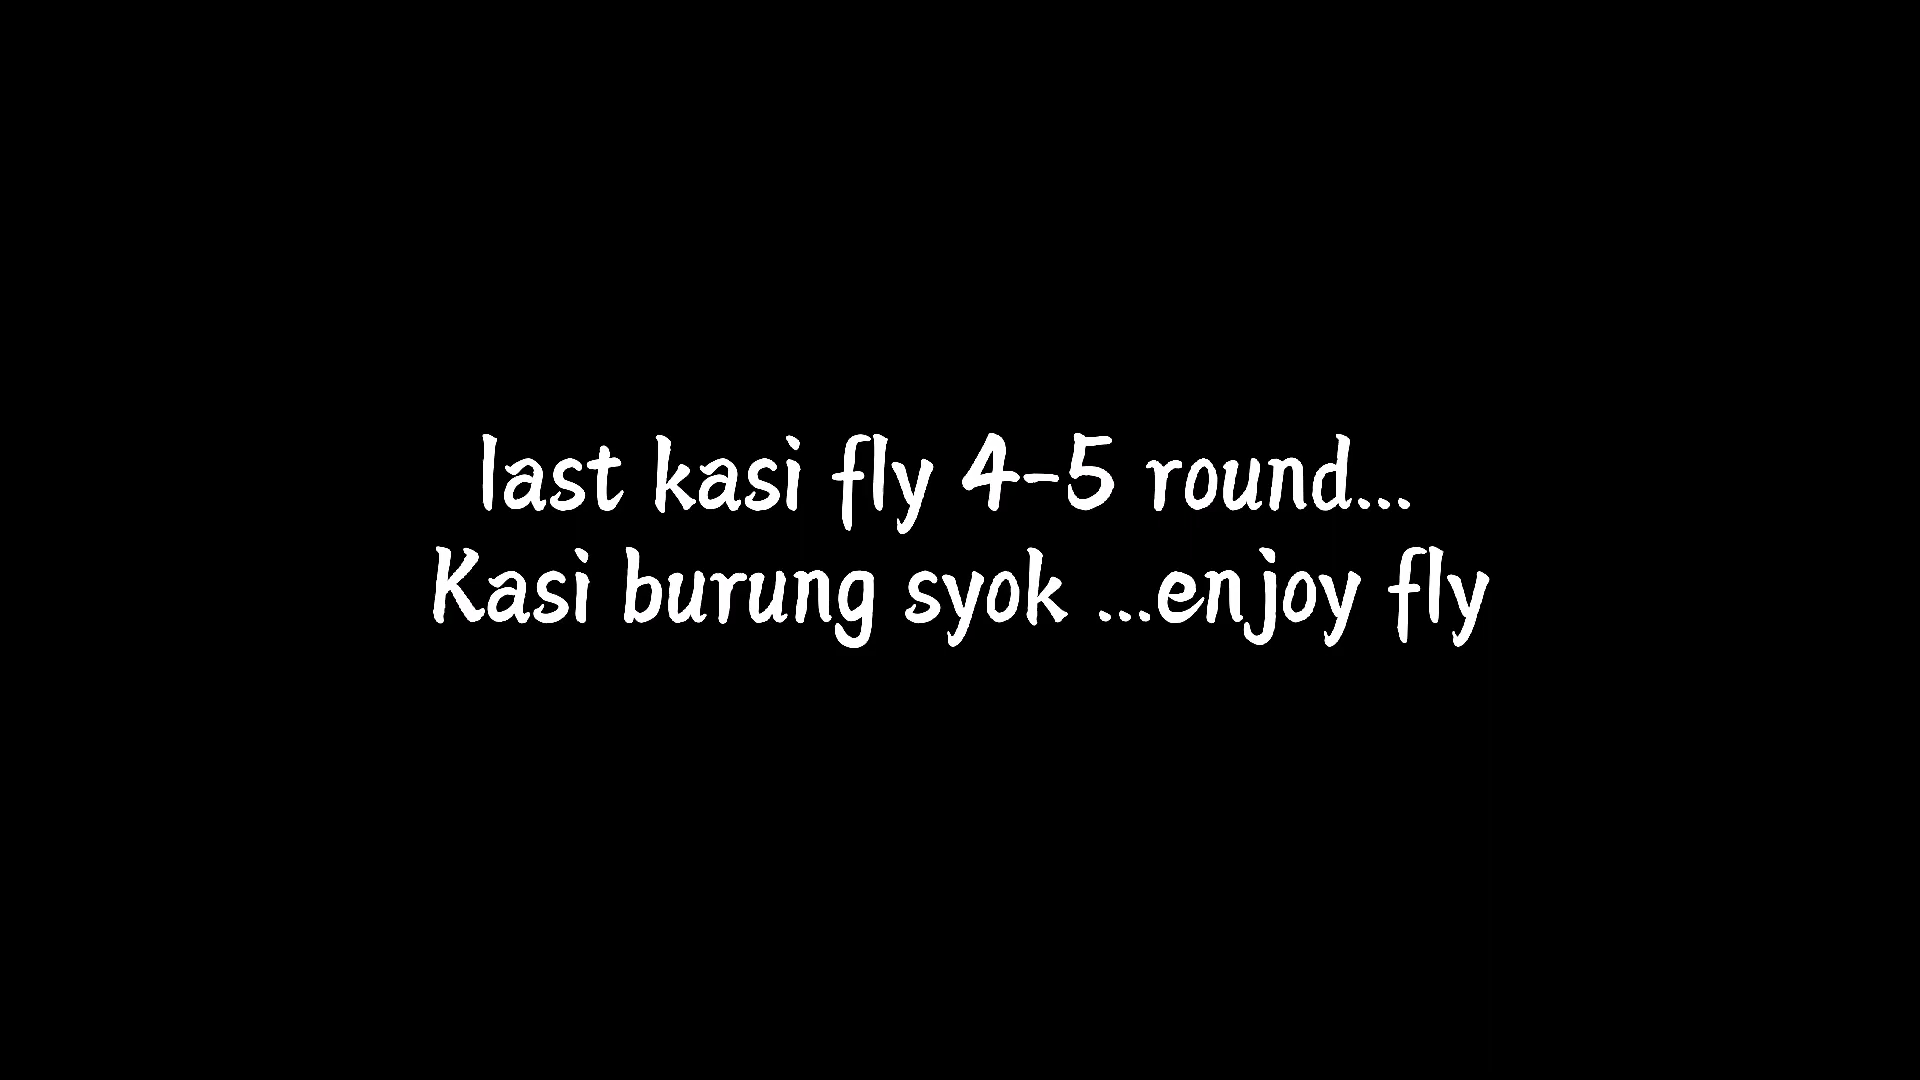 last kasi fly 4-5 round...
Kasi burung syok ...enjoy fly